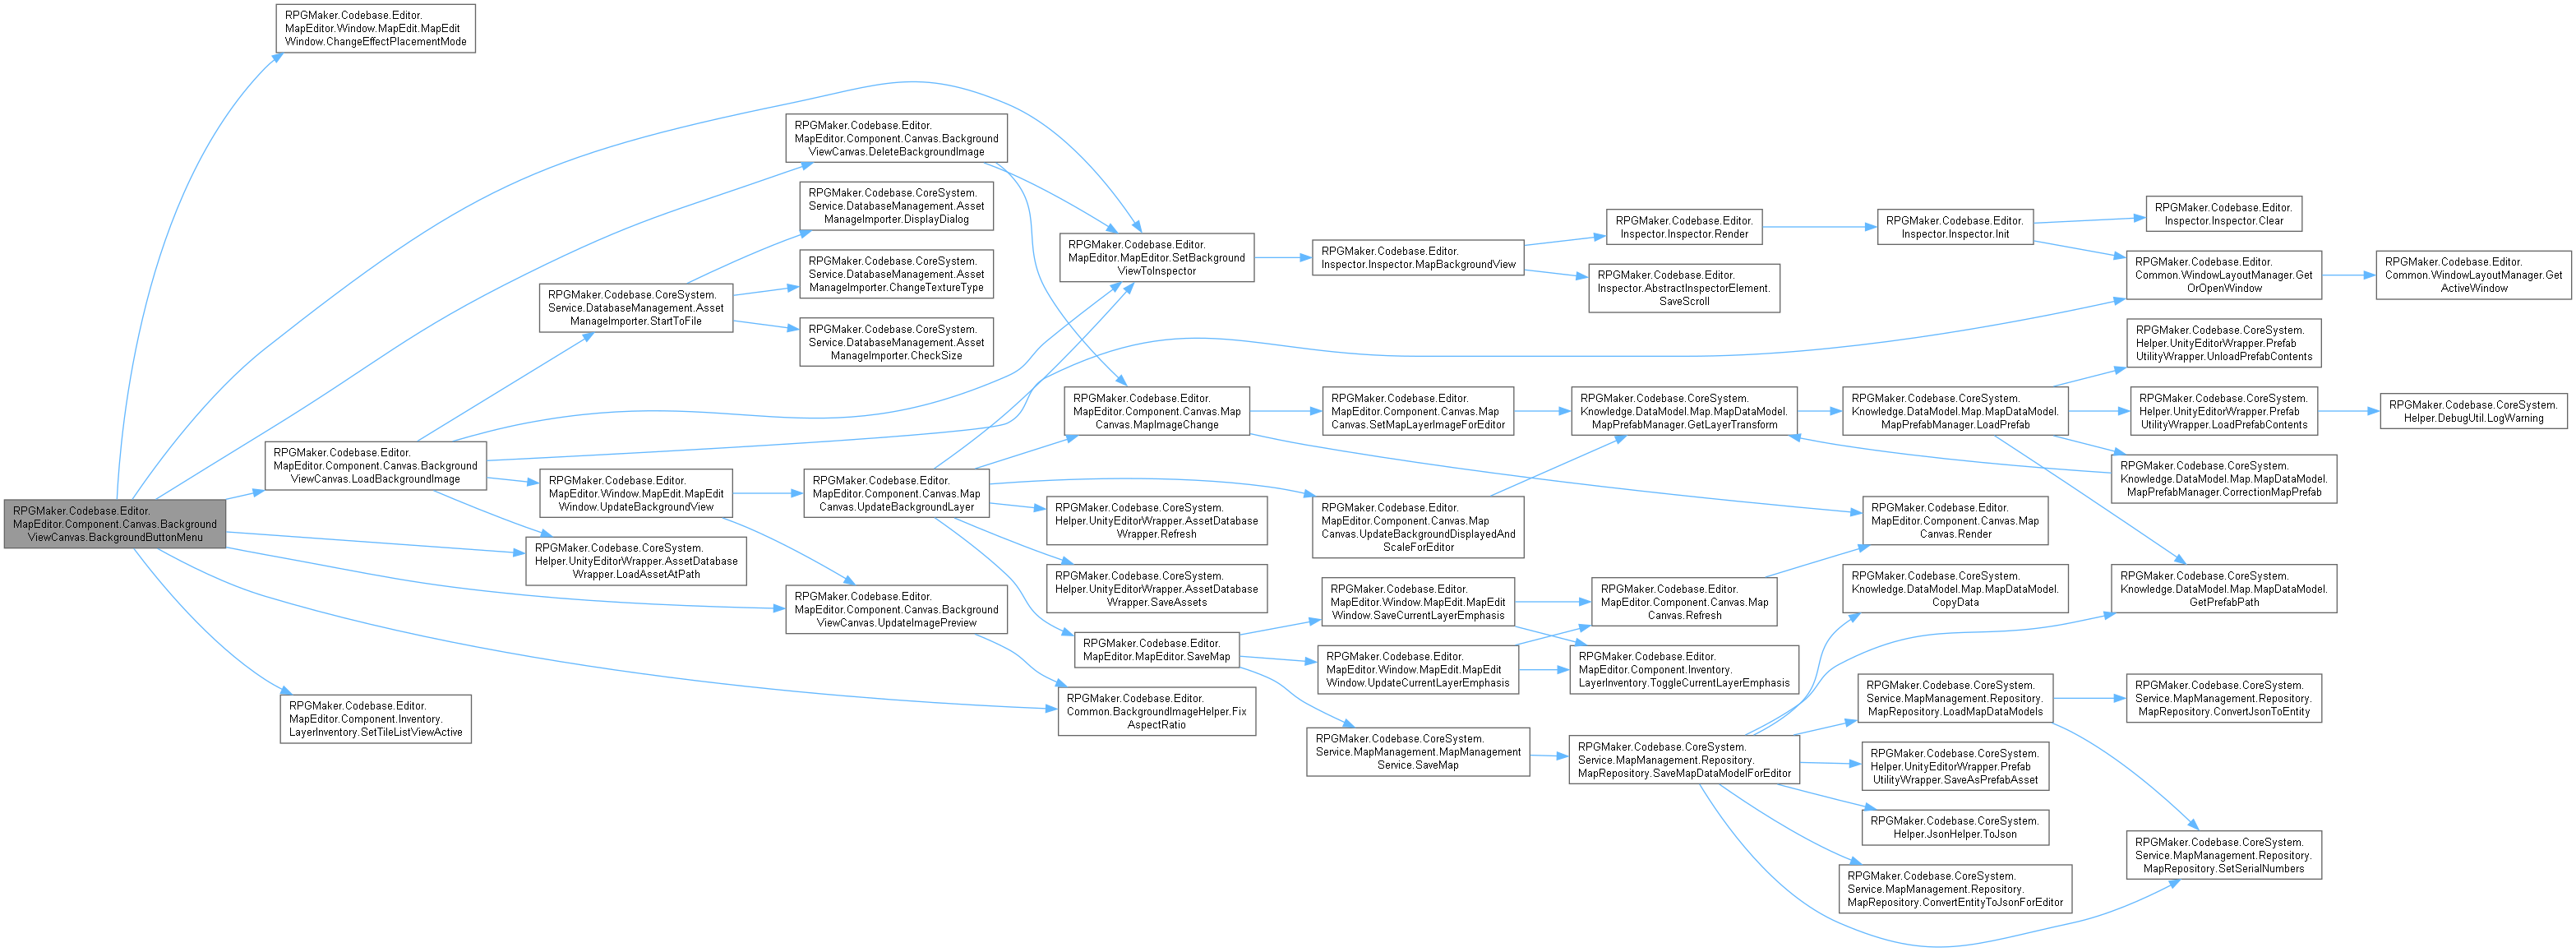 RPGMaker.Codebase.Editor.
MapEditor.Component.Canvas.Background
ViewCanvas.BackgroundButtonMenu
RPGMaker.Codebase.Editor.
MapEditor.Window.MapEdit.MapEdit
Window.ChangeEffectPlacementMode
RPGMaker.Codebase.Editor.
MapEditor.Component.Canvas.Background
ViewCanvas.LoadBackgroundImage
RPGMaker.Codebase.Editor.
MapEditor.Component.Inventory.
LayerInventory.SetTileListViewActive
RPGMaker.Codebase.CoreSystem.
Service.DatabaseManagement.Asset
ManageImporter.StartToFile
RPGMaker.Codebase.Editor.
MapEditor.Window.MapEdit.MapEdit
Window.UpdateBackgroundView
RPGMaker.Codebase.CoreSystem.
Helper.UnityEditorWrapper.AssetDatabase
Wrapper.LoadAssetAtPath
RPGMaker.Codebase.Editor.
MapEditor.Component.Canvas.Background
ViewCanvas.DeleteBackgroundImage
RPGMaker.Codebase.CoreSystem.
Service.DatabaseManagement.Asset
ManageImporter.DisplayDialog
RPGMaker.Codebase.CoreSystem.
Service.DatabaseManagement.Asset
ManageImporter.ChangeTextureType
RPGMaker.Codebase.CoreSystem.
Service.DatabaseManagement.Asset
ManageImporter.CheckSize
RPGMaker.Codebase.Editor.
MapEditor.Component.Canvas.Map
Canvas.UpdateBackgroundLayer
RPGMaker.Codebase.Editor.
MapEditor.Component.Canvas.Background
ViewCanvas.UpdateImagePreview
RPGMaker.Codebase.Editor.
MapEditor.MapEditor.SetBackground
ViewToInspector
RPGMaker.Codebase.Editor.
MapEditor.Component.Canvas.Map
Canvas.MapImageChange
RPGMaker.Codebase.CoreSystem.
Helper.UnityEditorWrapper.AssetDatabase
Wrapper.Refresh
RPGMaker.Codebase.CoreSystem.
Helper.UnityEditorWrapper.AssetDatabase
Wrapper.SaveAssets
RPGMaker.Codebase.Editor.
MapEditor.MapEditor.SaveMap
RPGMaker.Codebase.Editor.
Common.BackgroundImageHelper.Fix
AspectRatio
RPGMaker.Codebase.Editor.
Inspector.Inspector.MapBackgroundView
RPGMaker.Codebase.Editor.
MapEditor.Component.Canvas.Map
Canvas.SetMapLayerImageForEditor
RPGMaker.Codebase.Editor.
MapEditor.Component.Canvas.Map
Canvas.UpdateBackgroundDisplayedAnd
ScaleForEditor
RPGMaker.Codebase.Editor.
MapEditor.Window.MapEdit.MapEdit
Window.SaveCurrentLayerEmphasis
RPGMaker.Codebase.Editor.
MapEditor.Window.MapEdit.MapEdit
Window.UpdateCurrentLayerEmphasis
RPGMaker.Codebase.CoreSystem.
Service.MapManagement.MapManagement
Service.SaveMap
RPGMaker.Codebase.Editor.
Inspector.Inspector.Render
RPGMaker.Codebase.Editor.
Inspector.AbstractInspectorElement.
SaveScroll
RPGMaker.Codebase.CoreSystem.
Knowledge.DataModel.Map.MapDataModel.
MapPrefabManager.GetLayerTransform
RPGMaker.Codebase.Editor.
MapEditor.Component.Canvas.Map
Canvas.Refresh
RPGMaker.Codebase.Editor.
MapEditor.Component.Inventory.
LayerInventory.ToggleCurrentLayerEmphasis
RPGMaker.Codebase.CoreSystem.
Service.MapManagement.Repository.
MapRepository.SaveMapDataModelForEditor
RPGMaker.Codebase.Editor.
Inspector.Inspector.Init
RPGMaker.Codebase.CoreSystem.
Knowledge.DataModel.Map.MapDataModel.
MapPrefabManager.LoadPrefab
RPGMaker.Codebase.Editor.
MapEditor.Component.Canvas.Map
Canvas.Render
RPGMaker.Codebase.CoreSystem.
Knowledge.DataModel.Map.MapDataModel.
CopyData
RPGMaker.Codebase.CoreSystem.
Service.MapManagement.Repository.
MapRepository.LoadMapDataModels
RPGMaker.Codebase.CoreSystem.
Helper.UnityEditorWrapper.Prefab
UtilityWrapper.SaveAsPrefabAsset
RPGMaker.Codebase.CoreSystem.
Helper.JsonHelper.ToJson
RPGMaker.Codebase.CoreSystem.
Service.MapManagement.Repository.
MapRepository.ConvertEntityToJsonForEditor
RPGMaker.Codebase.Editor.
Inspector.Inspector.Clear
RPGMaker.Codebase.Editor.
Common.WindowLayoutManager.Get
OrOpenWindow
RPGMaker.Codebase.CoreSystem.
Helper.UnityEditorWrapper.Prefab
UtilityWrapper.UnloadPrefabContents
RPGMaker.Codebase.CoreSystem.
Helper.UnityEditorWrapper.Prefab
UtilityWrapper.LoadPrefabContents
RPGMaker.Codebase.CoreSystem.
Knowledge.DataModel.Map.MapDataModel.
MapPrefabManager.CorrectionMapPrefab
RPGMaker.Codebase.CoreSystem.
Knowledge.DataModel.Map.MapDataModel.
GetPrefabPath
RPGMaker.Codebase.CoreSystem.
Service.MapManagement.Repository.
MapRepository.ConvertJsonToEntity
RPGMaker.Codebase.CoreSystem.
Service.MapManagement.Repository.
MapRepository.SetSerialNumbers
RPGMaker.Codebase.Editor.
Common.WindowLayoutManager.Get
ActiveWindow
RPGMaker.Codebase.CoreSystem.
Helper.DebugUtil.LogWarning